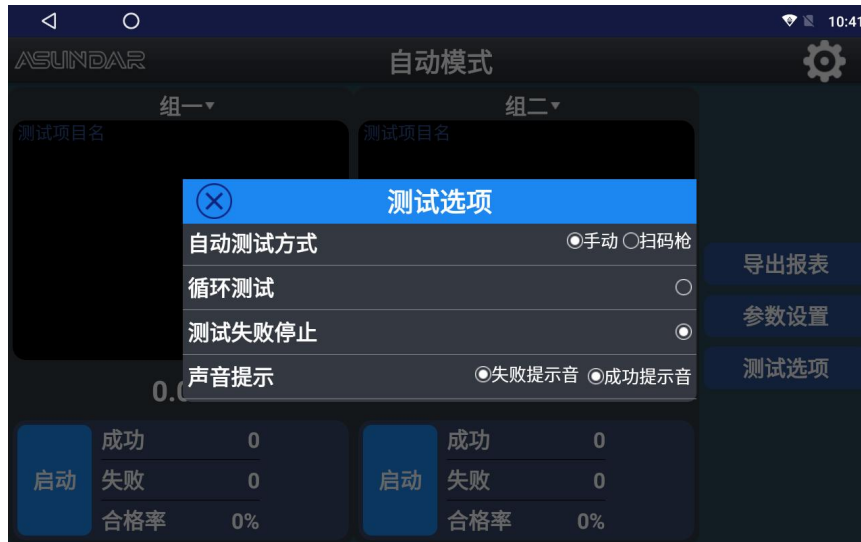 10:41
ASUNDAR 自动模式
组一▾ 组二▾
测试项目名 测试项目名
测试选项
自动测试方式 ◉手动 ○扫码枪
循环测试 ○
测试失败停止 ◉
声音提示 ◉失败提示音 ◉成功提示音
导出报表
参数设置
测试选项
0.0
启动
成功 0
失败 0
合格率 0%
启动
成功 0
失败 0
合格率 0%